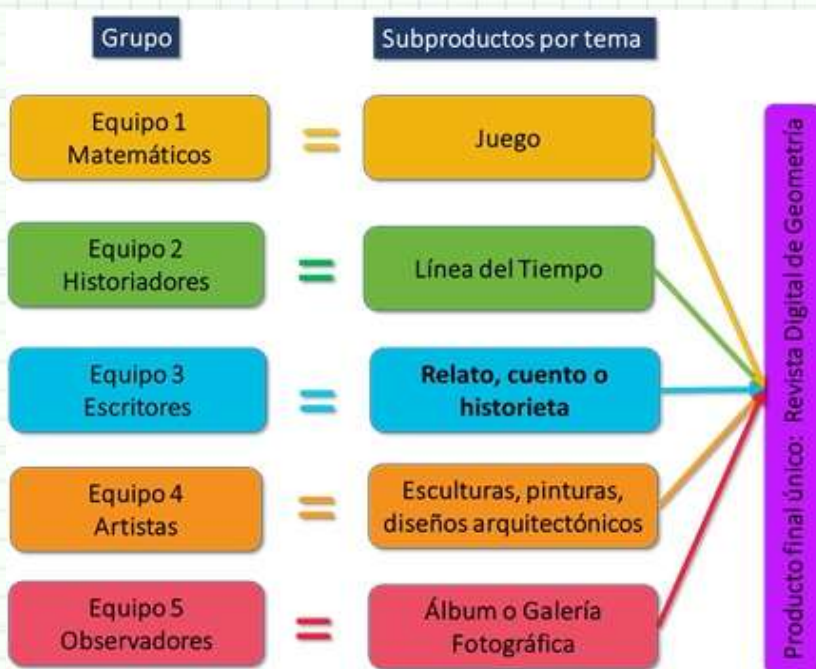 Grupo
Subproductos por tema
Equipo 1
Matemáticos
=
Juego
Equipo 2
Historiadores
=
Línea del Tiempo
Equipo 3
Escritores
=
Relato, cuento o
historieta
Equipo 4
Artistas
=
Esculturas, pinturas,
diseños arquitectónicos
Equipo 5
Observadores
=
Álbum o Galería
Fotográfica
Producto final único: Revista Digital de Geometría